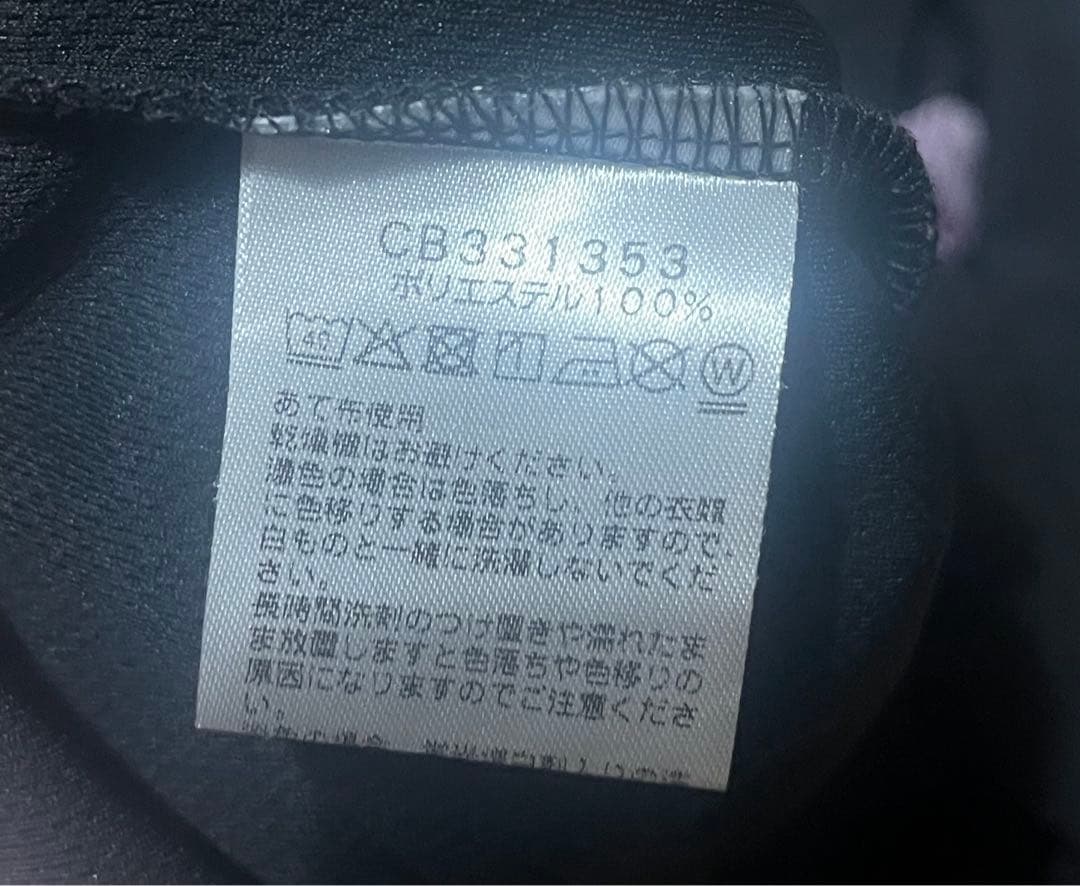 CB331353
ポリエステル100%
40
W
あて布使用
乾燥機はお避けください。
濃色の場合は色落ちし、他の衣類
に色移りする場合がありますので、
白ものと一緒に洗濯しないでくだ
さい。
長時間洗剤のつけ置きや濡れたま
ま放置しますと色落ちや色移りの
原因になりますのでご注意くださ
い。